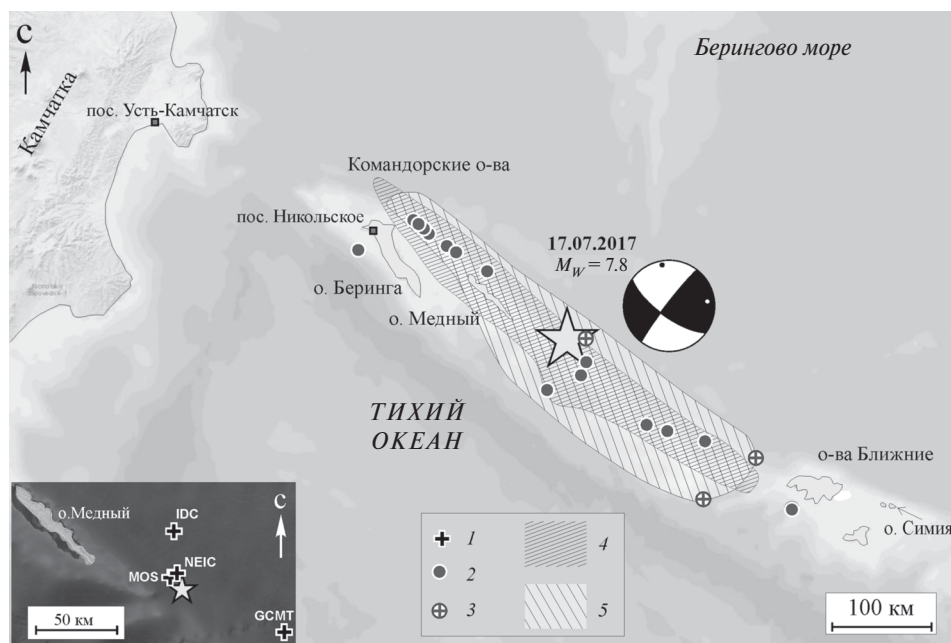 Берингово море
С
Камчатка
пос. Усть-Камчатск
Командорские о-ва
пос. Никольское
17.07.2017
MW = 7.8
о. Беринга
о. Медный
ТИХИЙ
ОКЕАН
о-ва Ближние
о. Симия
о.Медный
С
IDC
NEIC
MOS
GCMT
50 км
1
2
3
4
5
100 км